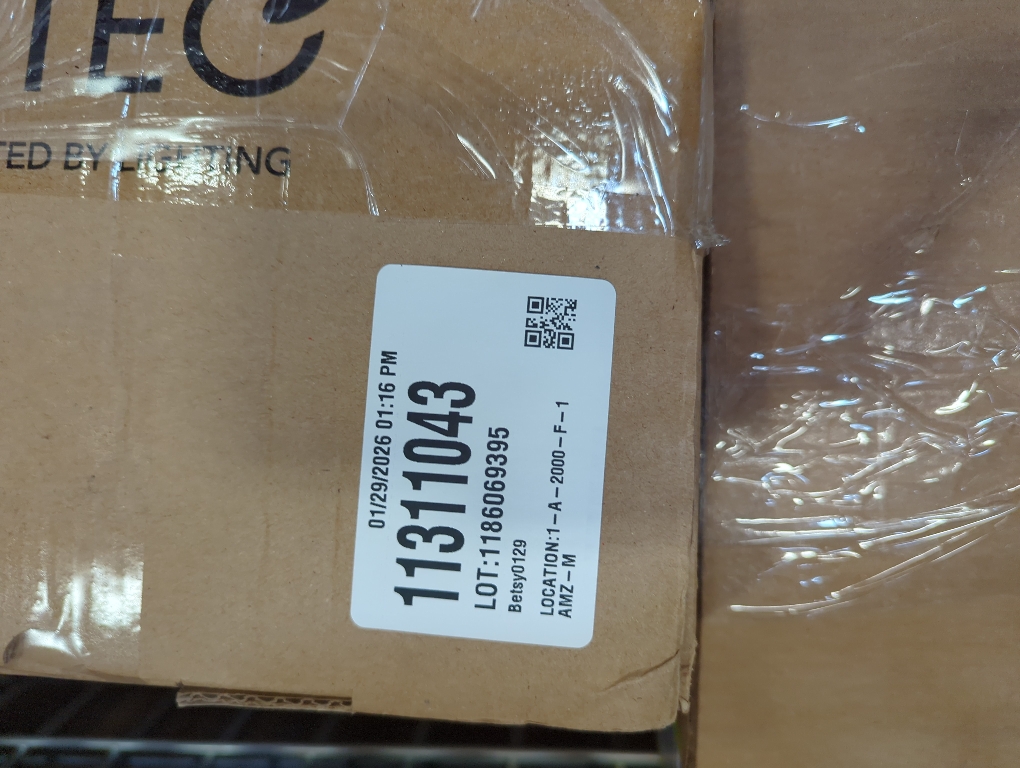 TEC
TED BY LIGHTING
01/29/2026 01:16 PM
11311043
LOT:1186069395
Betsy0129
LOCATION:1-A-2000-F-1
AMZ-M